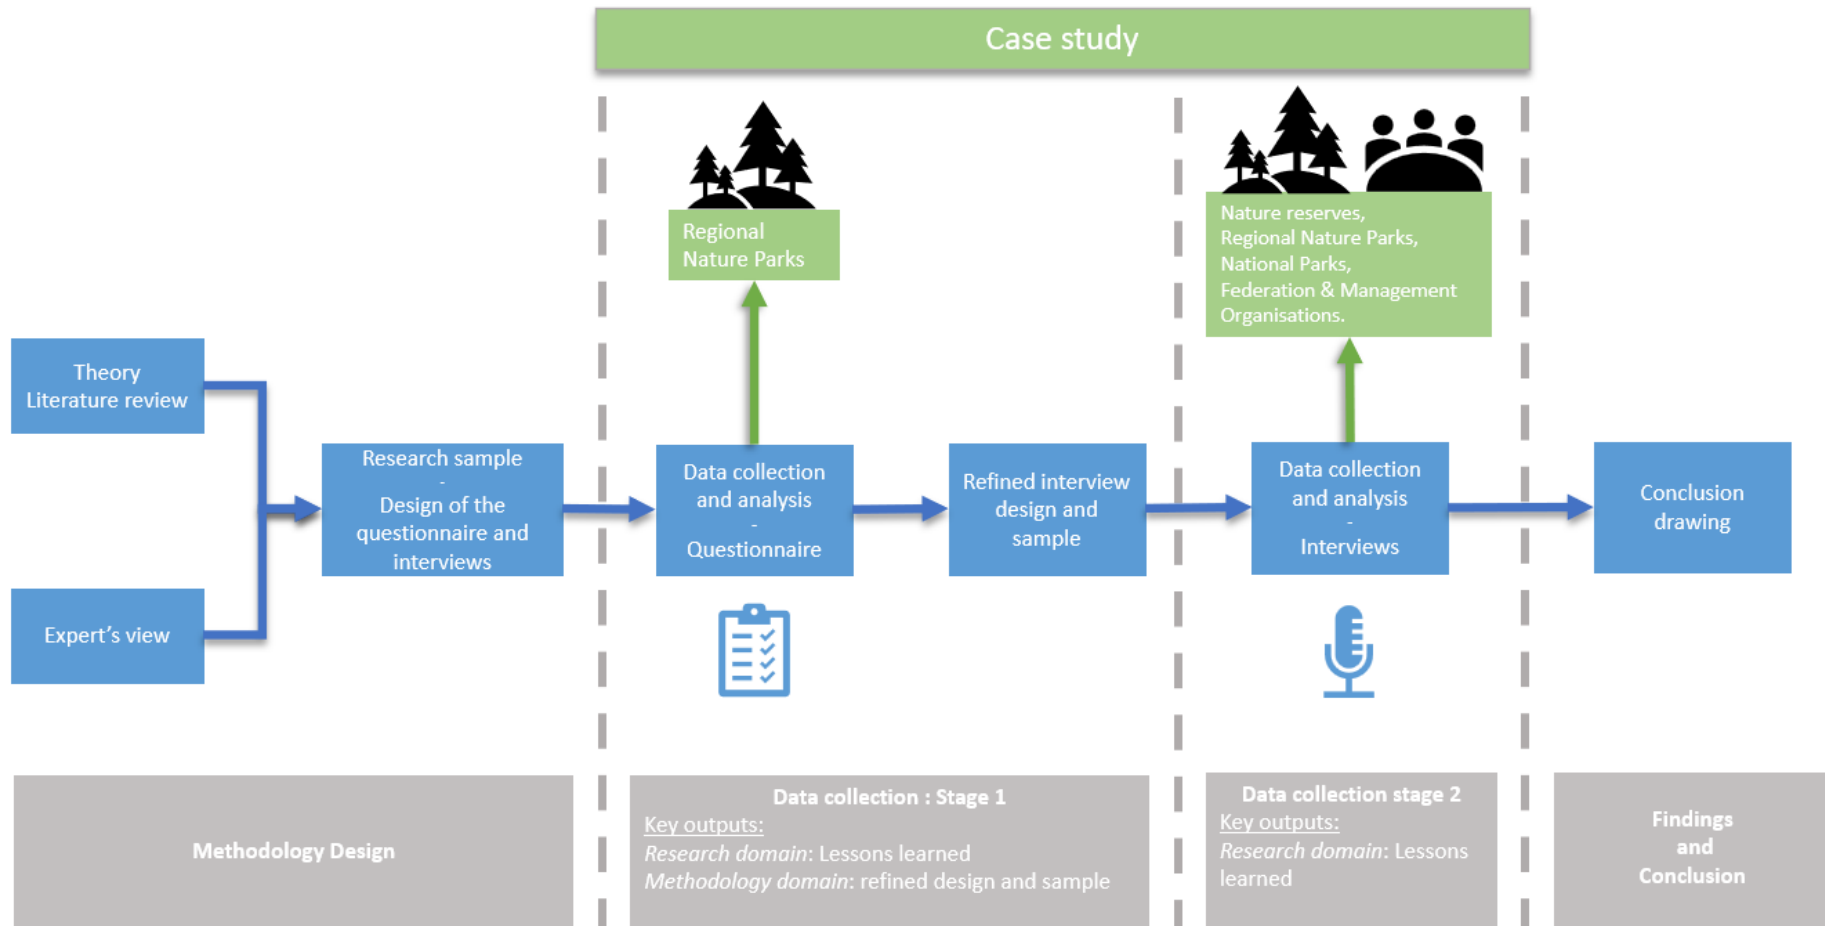 Case study
Regional
Nature Parks
Nature reserves,
Regional Nature Parks,
National Parks,
Federation & Management
Organisations.
Theory
Literature review
Expert's view
Research sample
-
Design of the
questionnaire and
interviews
Data collection
and analysis
-
Questionnaire
Refined interview
design and
sample
Data collection
and analysis
-
Interviews
Conclusion
drawing
Methodology Design
Data collection : Stage 1
Key outputs:
Research domain: Lessons learned
Methodology domain: refined design and sample
Data collection stage 2
Key outputs:
Research domain: Lessons
learned
Findings
and
Conclusion